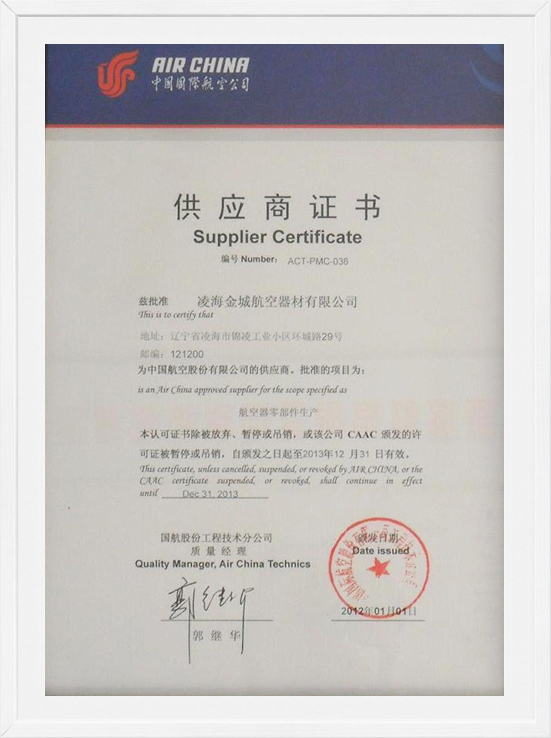 AIR CHINA
中国国际航空公司
供应商证书
Supplier Certificate
编号 Number: ACT-PMC-036
兹批准 凌海金城航空器材有限公司
This is to certify that
地址：辽宁省凌海市锦凌工业小区环城路29号
邮编：121200
为中国航空股份有限公司的供应商。批准的项目为：
is an Air China approved supplier for the scope specified as
航空器零部件生产
本认可证书除被放弃、暂停或吊销，或该公司 CAAC 颁发的许
可证被暂停或吊销，自颁发之日起至2013年12 月31 日有效。
This certificate, unless cancelled, suspended, or revoked by AIR CHINA, or the
CAAC certificate suspended, or revoked, shall continue in effect
until Dec 31, 2013
国航股份工程技术分公司
质 量 经 理
Quality Manager, Air China Technics
郭 继 华
颁发日期
Date issued
2012年01月01日